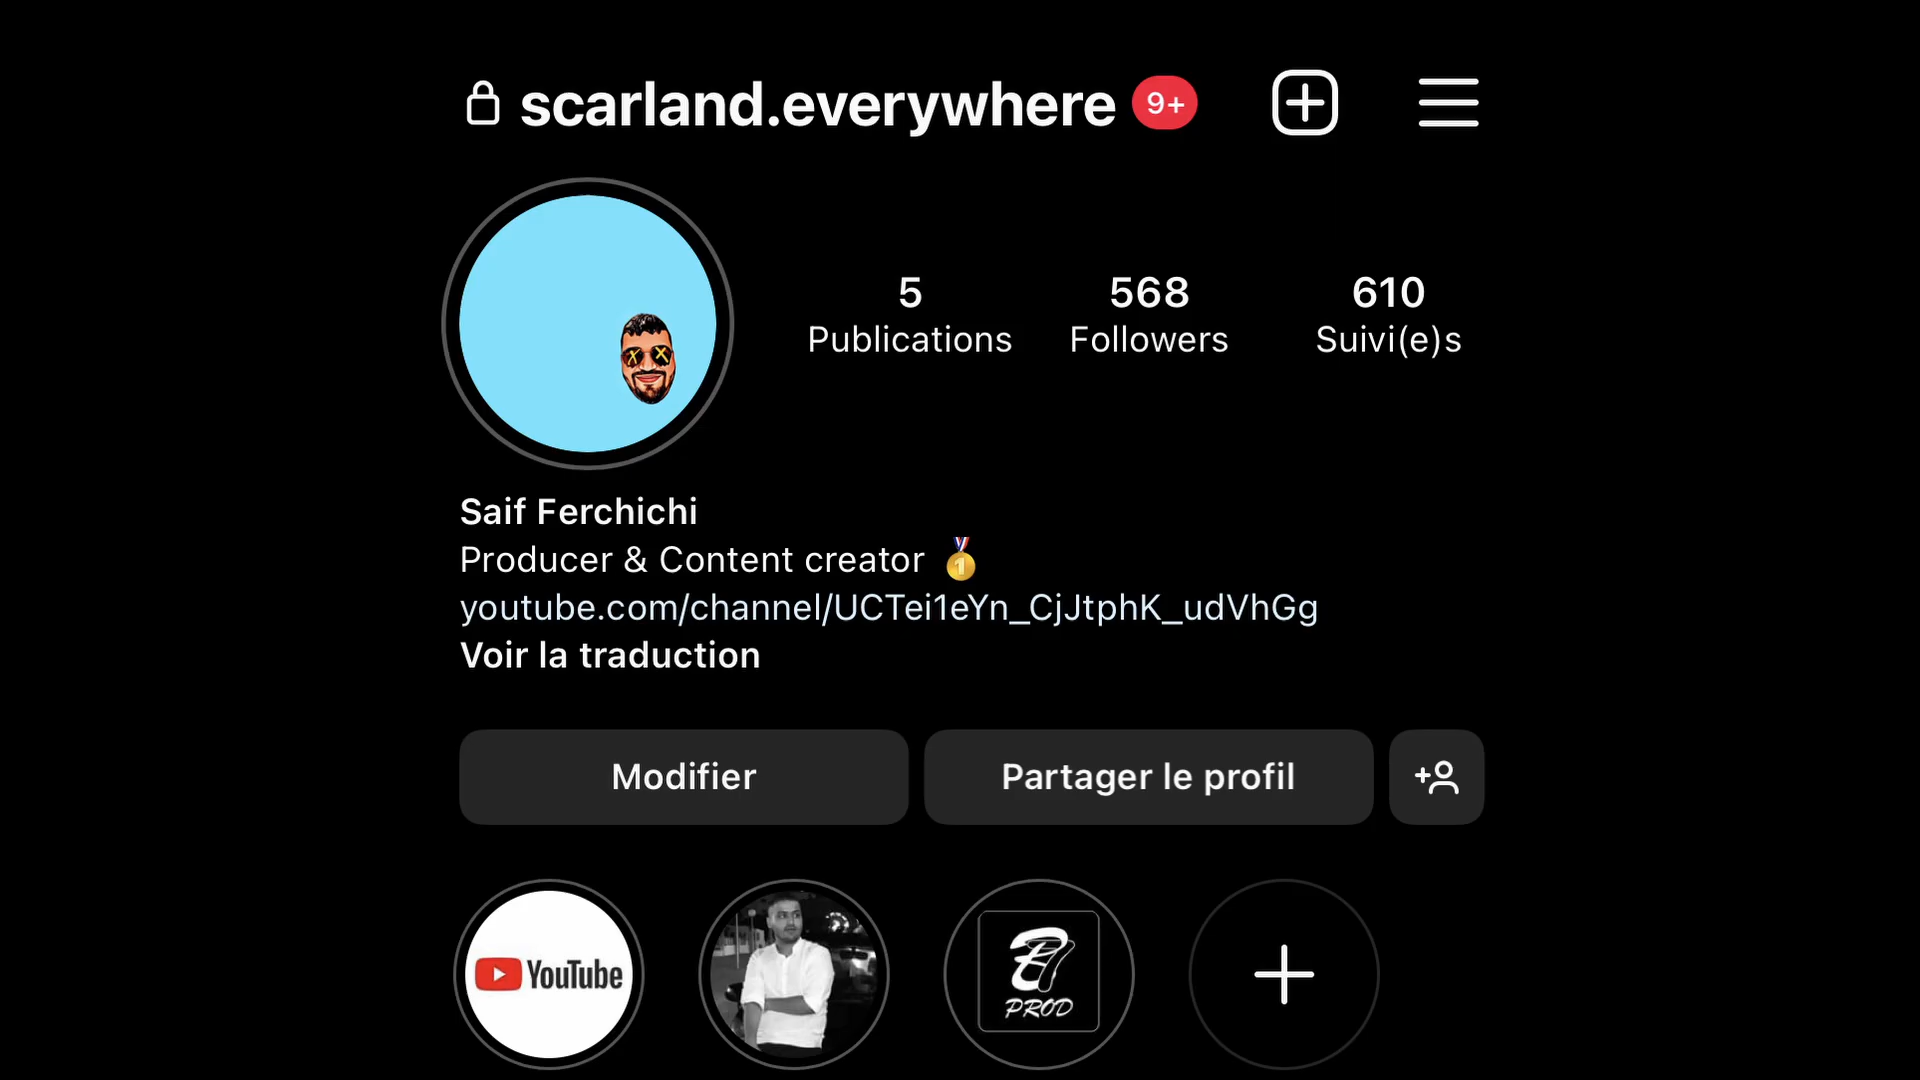 scarland.everywhere 9+
5 568 610
Publications Followers Suivi(e)s
Saif Ferchichi
Producer & Content creator 🥇
youtube.com/channel/UCTei1eYn_CjJtphK_udVhGg
Voir la traduction
Modifier Partager le profil
YouTube
PROD